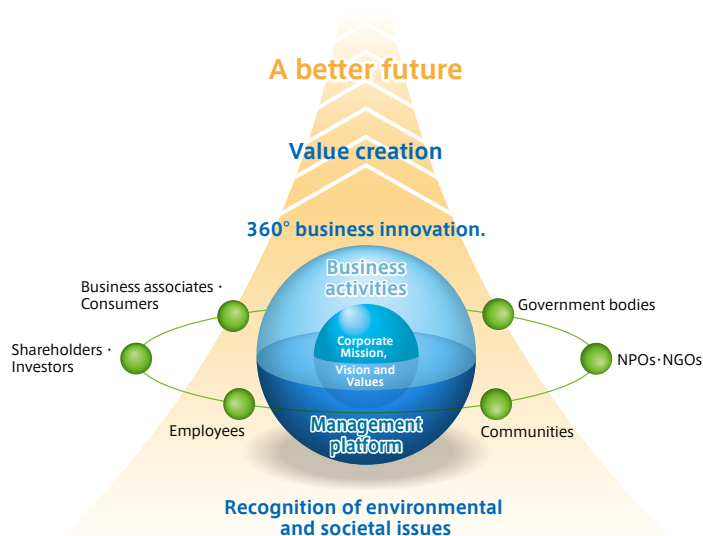 A better future
Value creation
360° business innovation.
Business
activities
Business associates・
Consumers
Government bodies
Corporate
Mission,
Vision and
Values
Shareholders・
Investors
NPOs・NGOs
Employees
Management
platform
Communities
Recognition of environmental
and societal issues